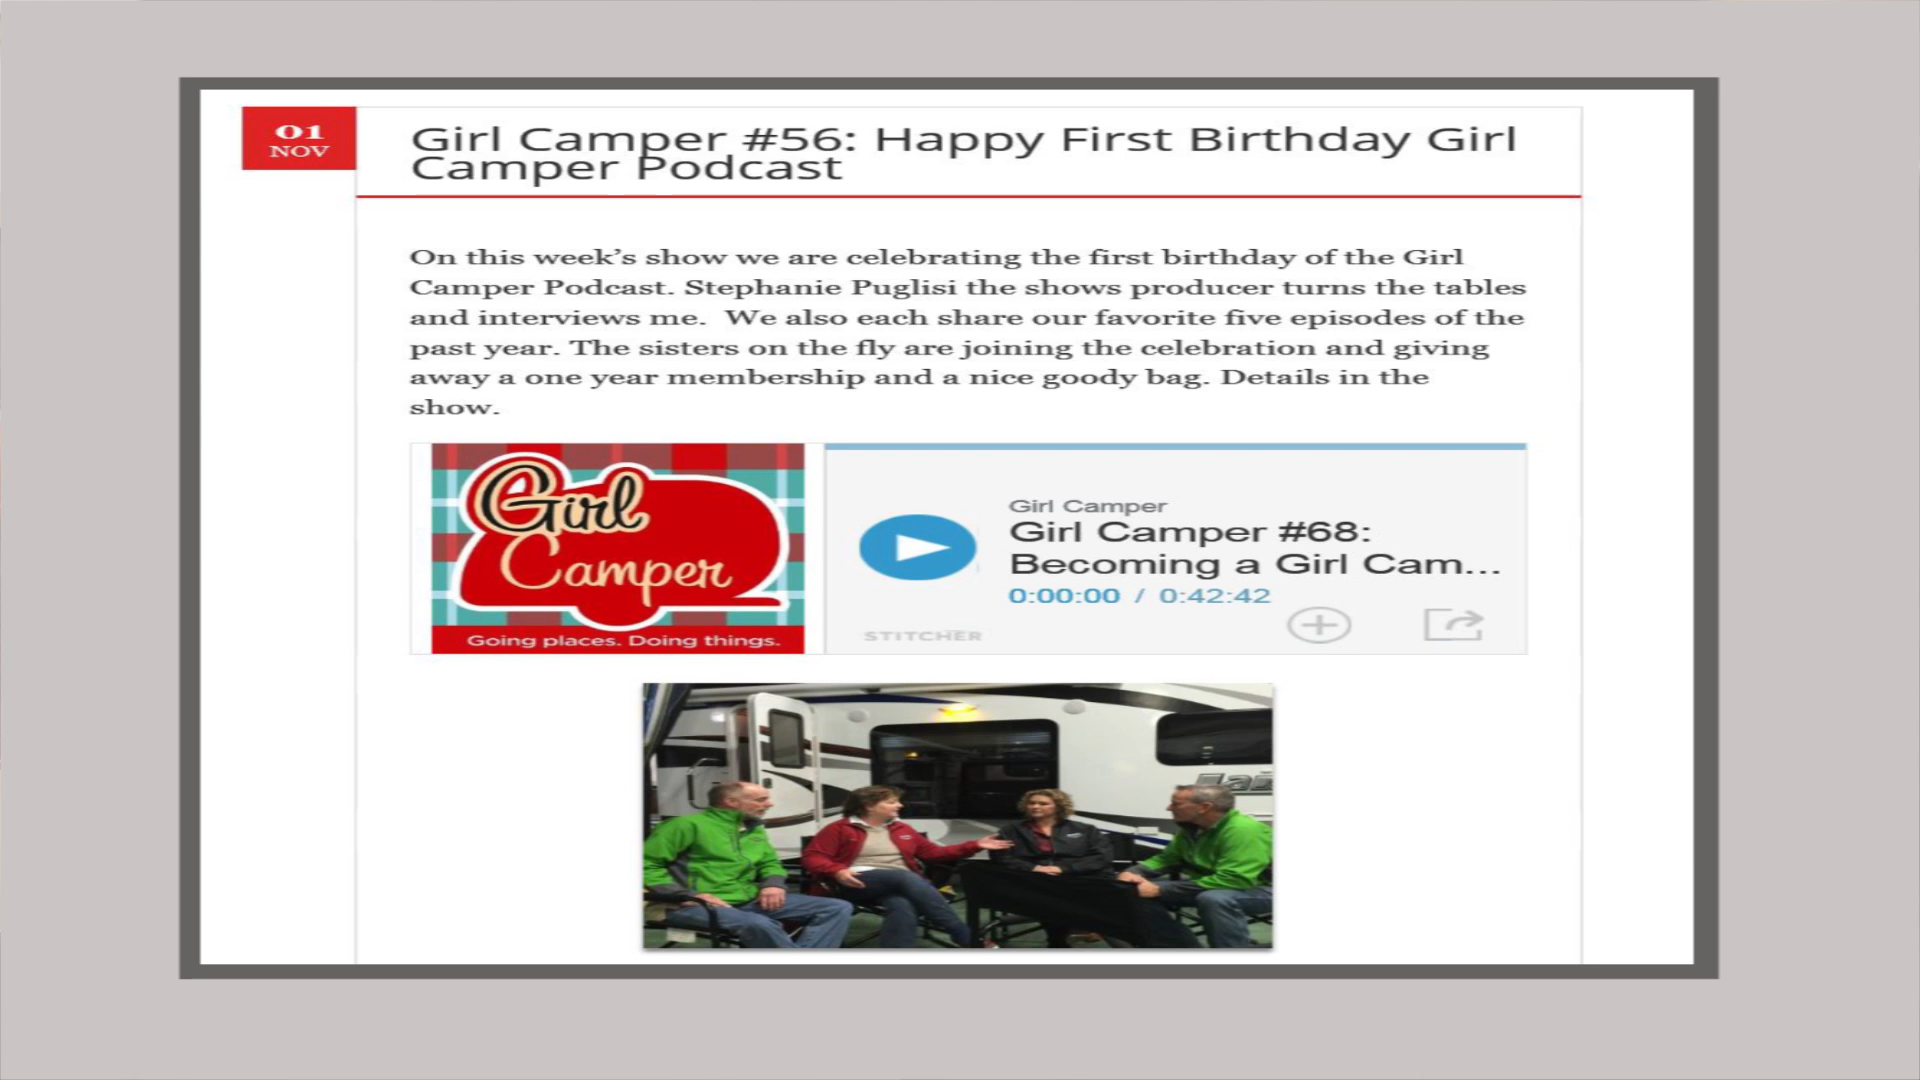 01
NOV
Girl Camper #56: Happy First Birthday Girl
Camper Podcast
On this week’s show we are celebrating the first birthday of the Girl
Camper Podcast. Stephanie Puglisi the shows producer turns the tables
and interviews me.  We also each share our favorite five episodes of the
past year. The sisters on the fly are joining the celebration and giving
away a one year membership and a nice goody bag. Details in the
show.
Girl
Camper
Going places. Doing things.
Girl Camper
Girl Camper #68:
Becoming a Girl Cam...
0:00:00 / 0:42:42
STITCHER